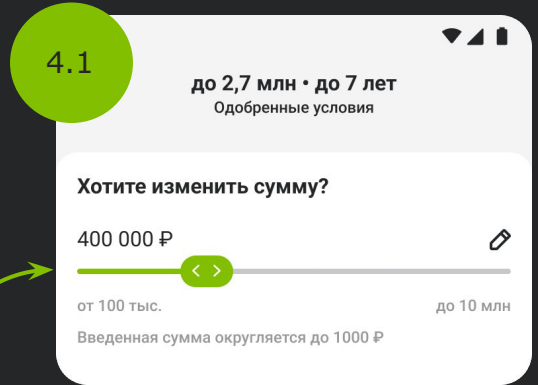 4.1
до 2,7 млн • до 7 лет
Одобренные условия
Хотите изменить сумму?
400 000 ₽
от 100 тыс.
до 10 млн
Введенная сумма округляется до 1000 ₽